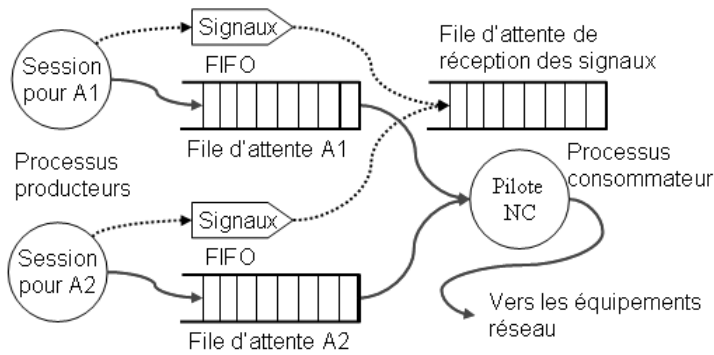 Signaux
File d'attente de
réception des signaux
Session
pour A1
FIFO
File d'attente A1
Processus
producteurs
Processus
consommateur
Pilote
NC
Signaux
Session
pour A2
FIFO
File d'attente A2
Vers les équipements
réseau